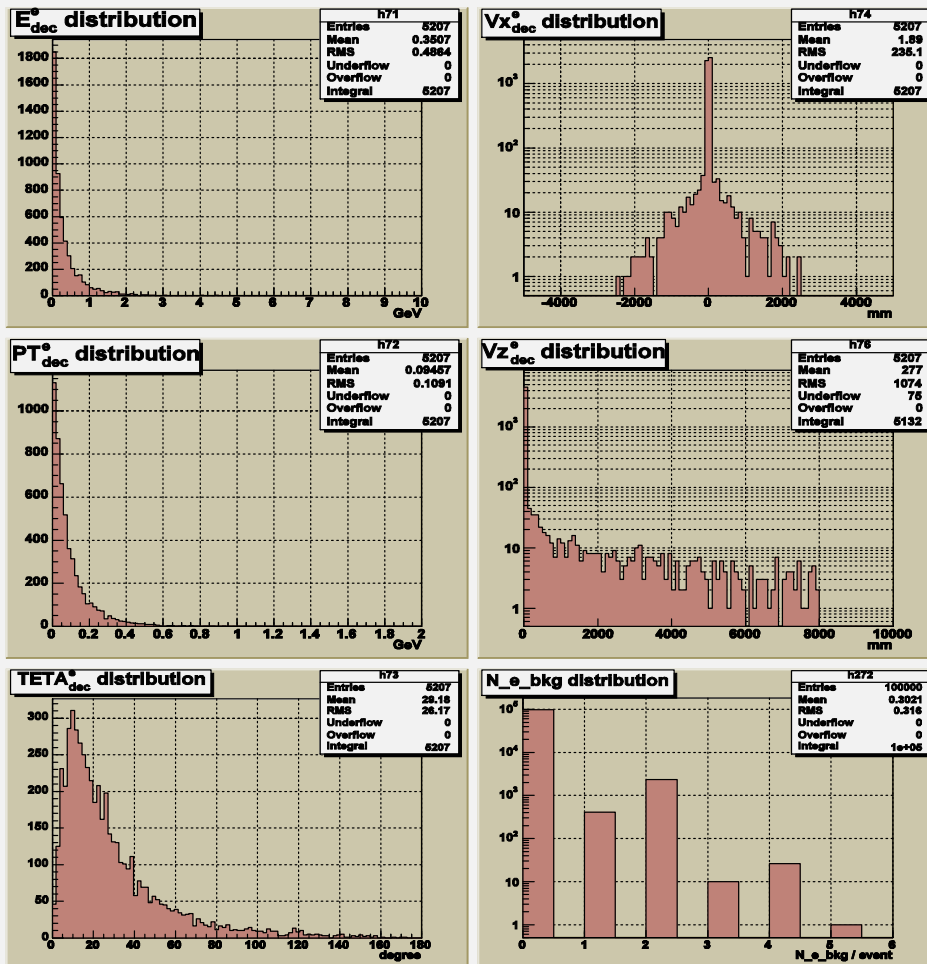 E^e_dec distribution
h71
Entries 5207
Mean 0.3507
RMS 0.4864
Underflow 0
Overflow 0
Integral 5207
1800
1600
1400
1200
1000
800
600
400
200
0
0 1 2 3 4 5 6 7 8 9 10
GeV
Vx^e_dec distribution
h74
Entries 5207
Mean 1.89
RMS 235.1
Underflow 0
Overflow 0
Integral 5207
10^3
10^2
10
1
-4000 -2000 0 2000 4000
mm
PT^e_dec distribution
h72
Entries 5207
Mean 0.09457
RMS 0.1091
Underflow 0
Overflow 0
Integral 5207
1000
800
600
400
200
0
0 0.2 0.4 0.6 0.8 1 1.2 1.4 1.6 1.8 2
GeV
Vz^e_dec distribution
h76
Entries 5207
Mean 277
RMS 1074
Underflow 75
Overflow 0
Integral 5132
10^3
10^2
10
1
0 2000 4000 6000 8000 10000
mm
TETA^e_dec distribution
h73
Entries 5207
Mean 29.18
RMS 26.17
Underflow 0
Overflow 0
Integral 5207
300
250
200
150
100
50
0
0 20 40 60 80 100 120 140 160 180
degree
N_e_bkg distribution
h272
Entries 100000
Mean 0.3021
RMS 0.316
Underflow 0
Overflow 0
Integral 1e+05
10^5
10^4
10^3
10^2
10
1
0 1 2 3 4 5 6
N_e_bkg / event